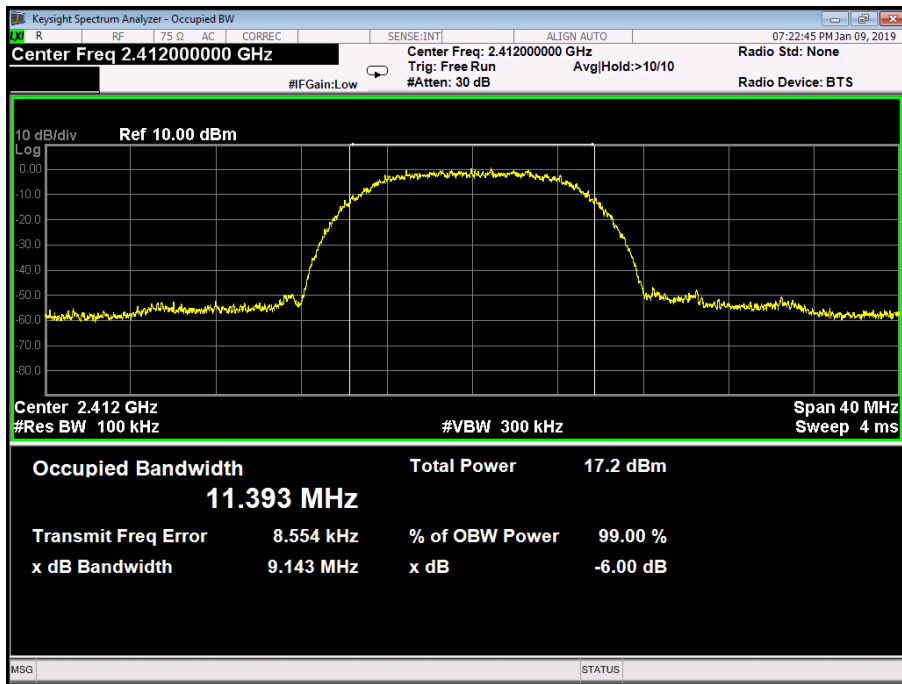 Keysight Spectrum Analyzer - Occupied BW
LXI R RF 75 Ω AC CORREC SENSE:INT ALIGN AUTO 07:22:45 PM Jan 09, 2019
Center Freq 2.412000000 GHz
Center Freq: 2.412000000 GHz
Radio Std: None
Trig: Free Run Avg|Hold:>10/10
#IFGain:Low #Atten: 30 dB Radio Device: BTS
10 dB/div Ref 10.00 dBm
Log
0.00
-10.0
-20.0
-30.0
-40.0
-50.0
-60.0
-70.0
-80.0
Center 2.412 GHz Span 40 MHz
#Res BW 100 kHz #VBW 300 kHz Sweep 4 ms
Occupied Bandwidth Total Power 17.2 dBm
11.393 MHz
Transmit Freq Error 8.554 kHz % of OBW Power 99.00 %
x dB Bandwidth 9.143 MHz x dB -6.00 dB
MSG STATUS